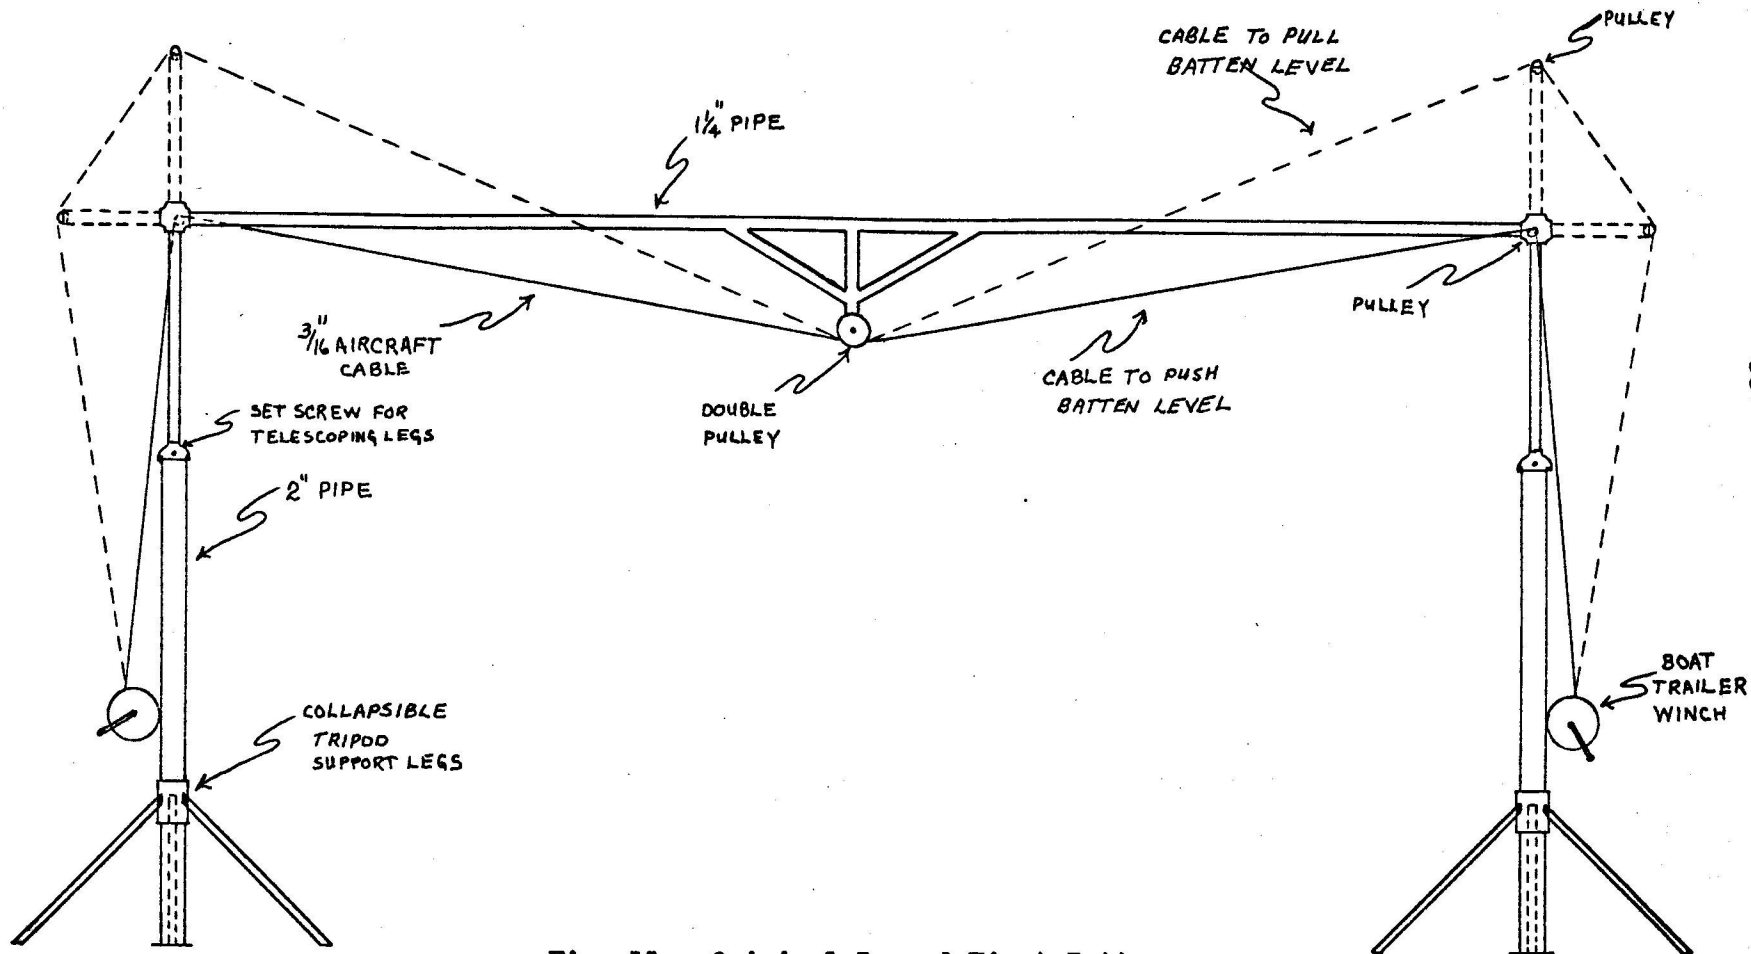 PULLEY
CABLE TO PULL
BATTEN LEVEL
1¼" PIPE
PULLEY
3/16" AIRCRAFT
CABLE
CABLE TO PUSH
BATTEN LEVEL
DOUBLE
PULLEY
SET SCREW FOR
TELESCOPING LEGS
2" PIPE
BOAT
TRAILER
WINCH
COLLAPSIBLE
TRIPOD
SUPPORT LEGS